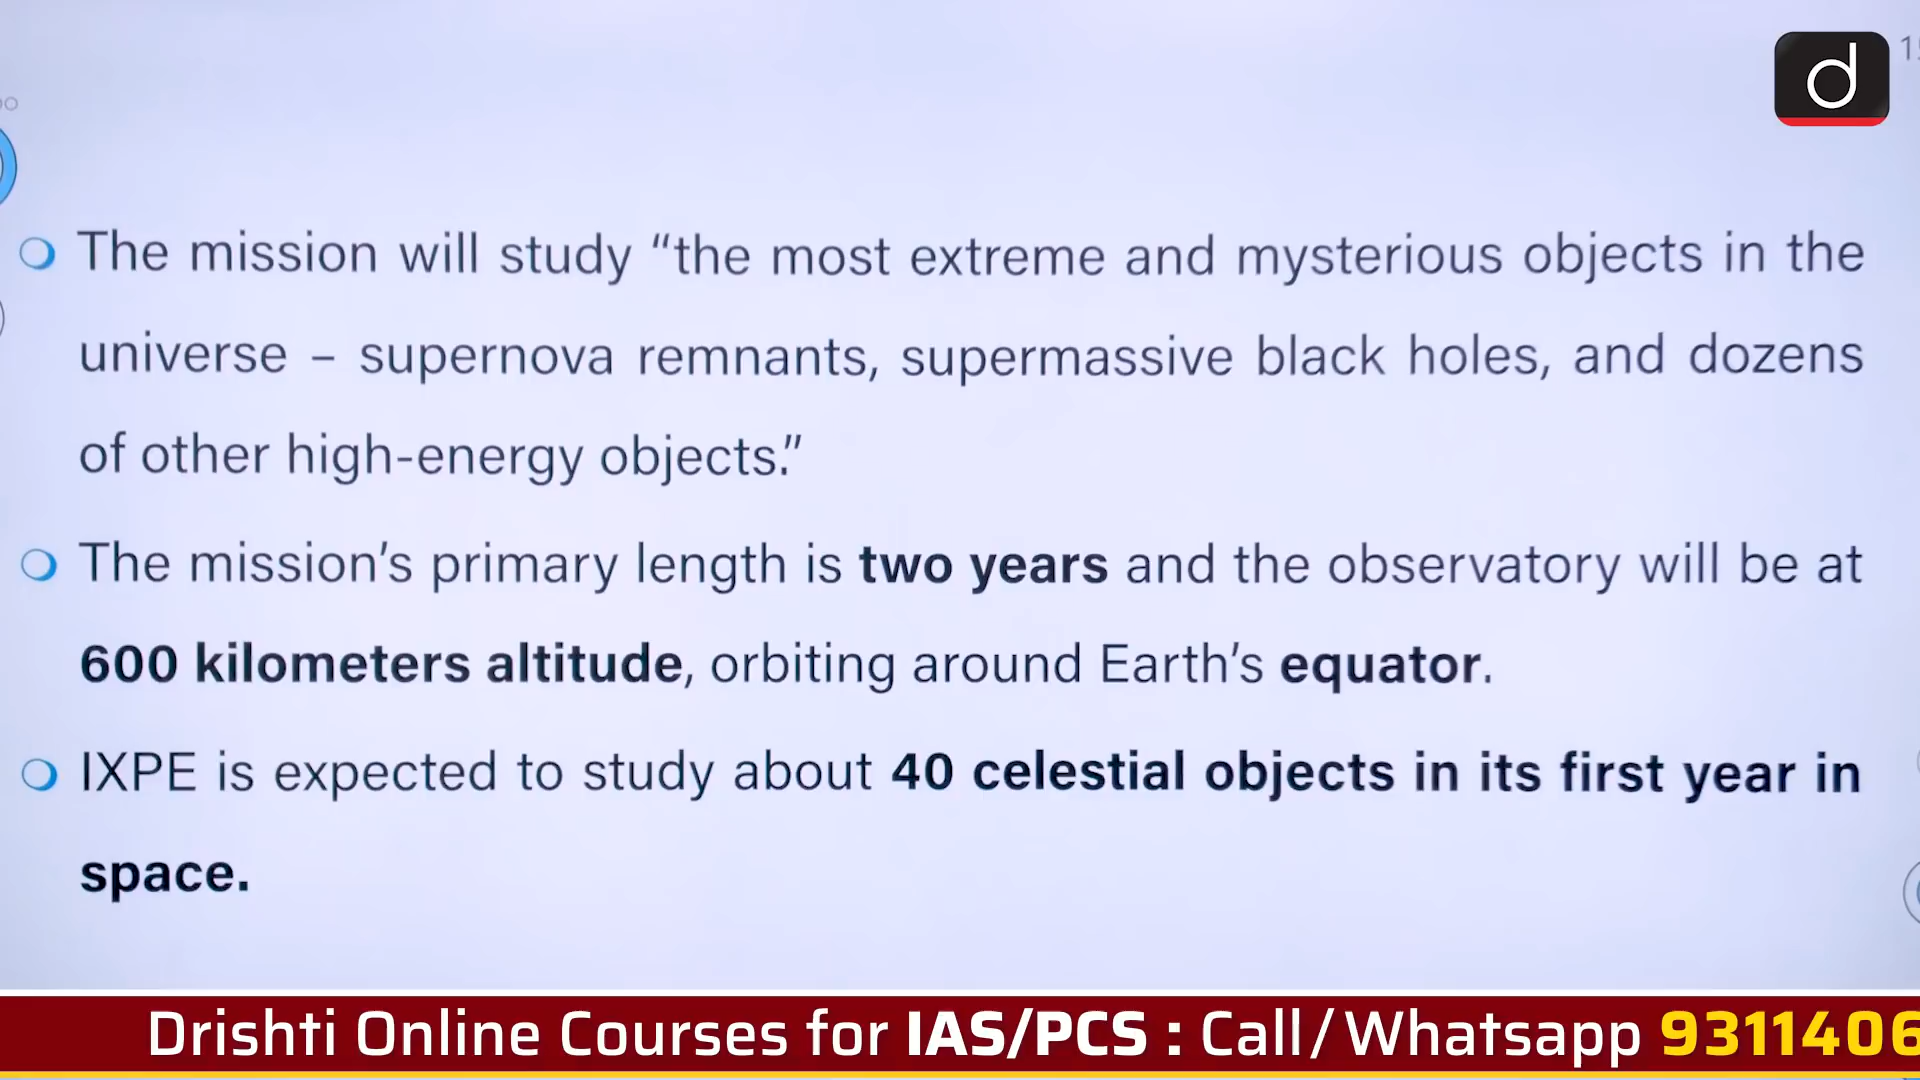 The mission will study “the most extreme and mysterious objects in the
universe – supernova remnants, supermassive black holes, and dozens
of other high-energy objects.”
The mission’s primary length is two years and the observatory will be at
600 kilometers altitude, orbiting around Earth’s equator.
IXPE is expected to study about 40 celestial objects in its first year in
space.
Drishti Online Courses for IAS/PCS : Call/Whatsapp 9311406